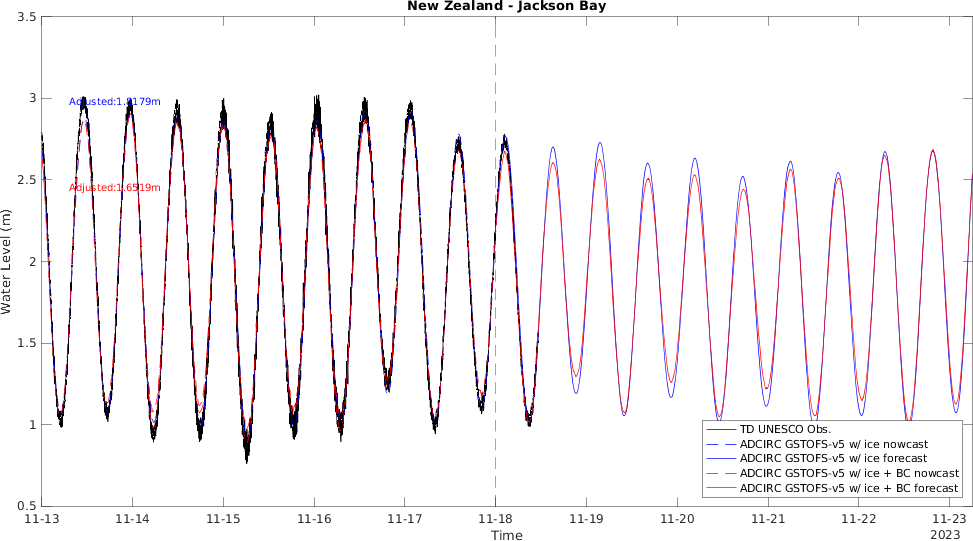 New Zealand - Jackson Bay
3.5
3
2.5
2
1.5
1
0.5
Water Level (m)
Adjusted:1.8179m
Adjusted:1.6519m
TD UNESCO Obs.
ADCIRC GSTOFS-v5 w/ ice nowcast
ADCIRC GSTOFS-v5 w/ ice forecast
ADCIRC GSTOFS-v5 w/ ice + BC nowcast
ADCIRC GSTOFS-v5 w/ ice + BC forecast
11-13 11-14 11-15 11-16 11-17 11-18 11-19 11-20 11-21 11-22 11-23
2023
Time